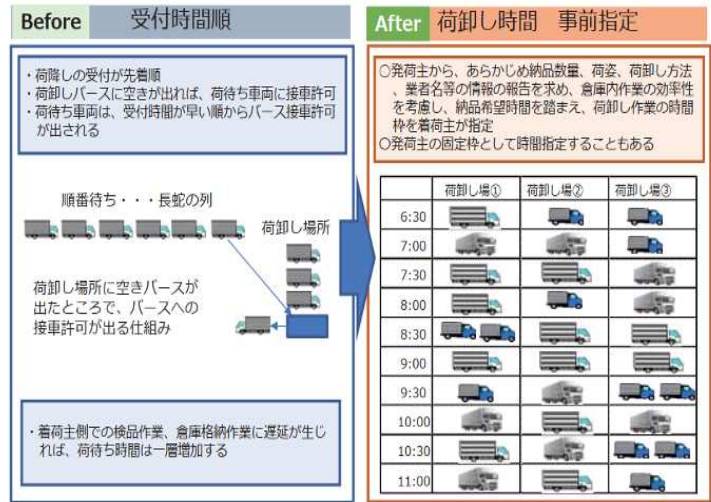 Before 受付時間順
・荷降しの受付が先着順
・荷卸しバースに空きが出れば、荷待ち車両に接車許可
・荷待ち車両は、受付時間が早い順からバース接車許可
が出される
順番待ち・・・長蛇の列
荷卸し場所
荷卸し場所に空きバースが
出たところで、バースへの
接車許可が出る仕組み
・着荷主側での検品作業、倉庫格納作業に遅延が生じ
れば、荷待ち時間は一層増加する
After 荷卸し時間 事前指定
○発荷主から、あらかじめ納品数量、荷姿、荷卸し方法
、業者名等の情報の報告を求め、倉庫内作業の効率性
を考慮し、納品希望時間を踏まえ、荷卸し作業の時間
枠を着荷主が指定
○発荷主の固定枠として時間指定することもある
荷卸し場① 荷卸し場② 荷卸し場③
6:30
7:00
7:30
8:00
8:30
9:00
9:30
10:00
10:30
11:00